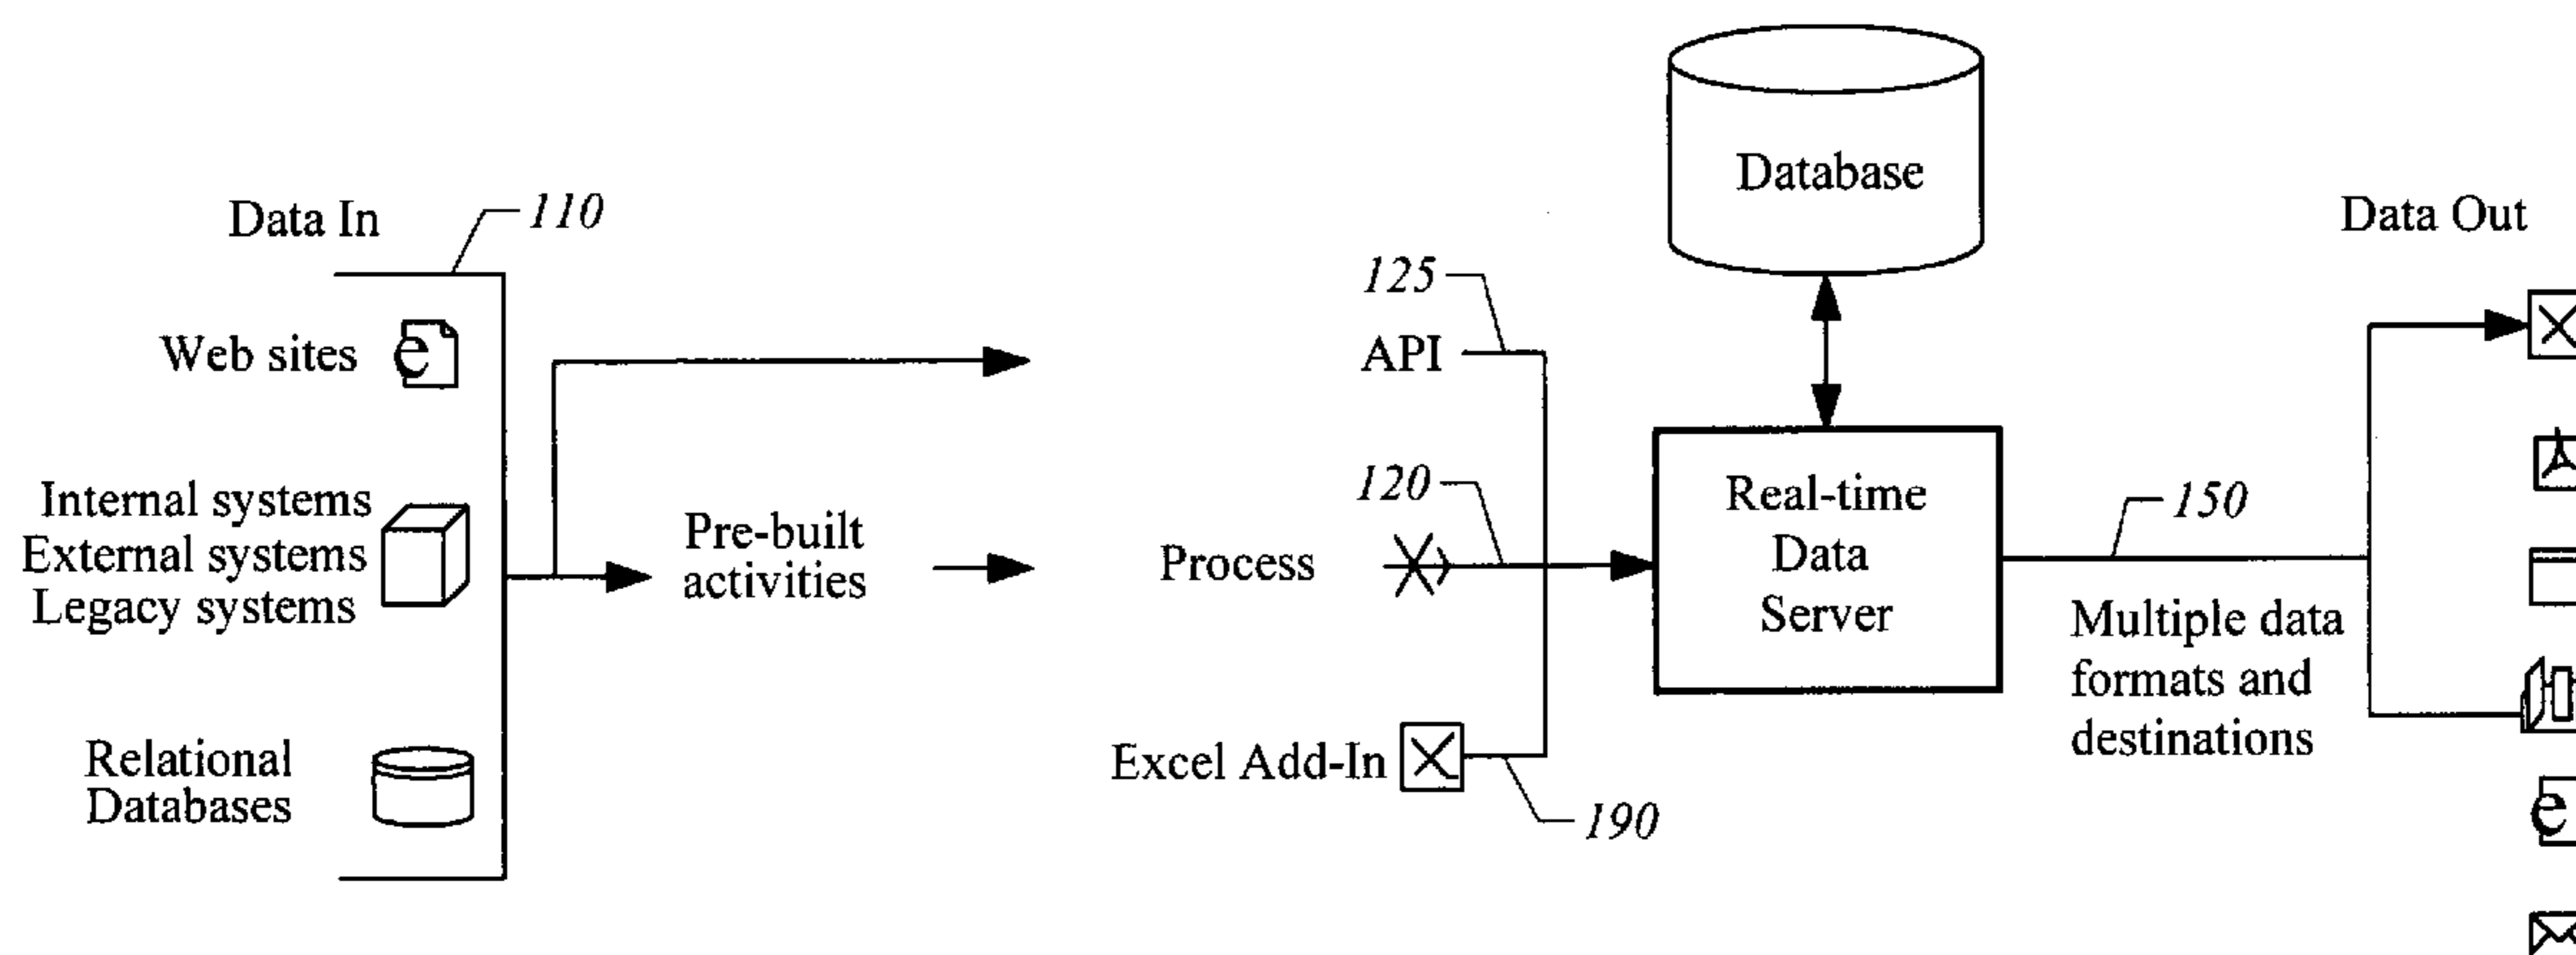 Data In
110
Web sites
e
Internal systems
External systems
Legacy systems
Relational
Databases
Pre-built
activities
125
API
120
Process
Excel Add-In
190
Database
Real-time
Data
Server
150
Multiple data
formats and
destinations
Data Out
e